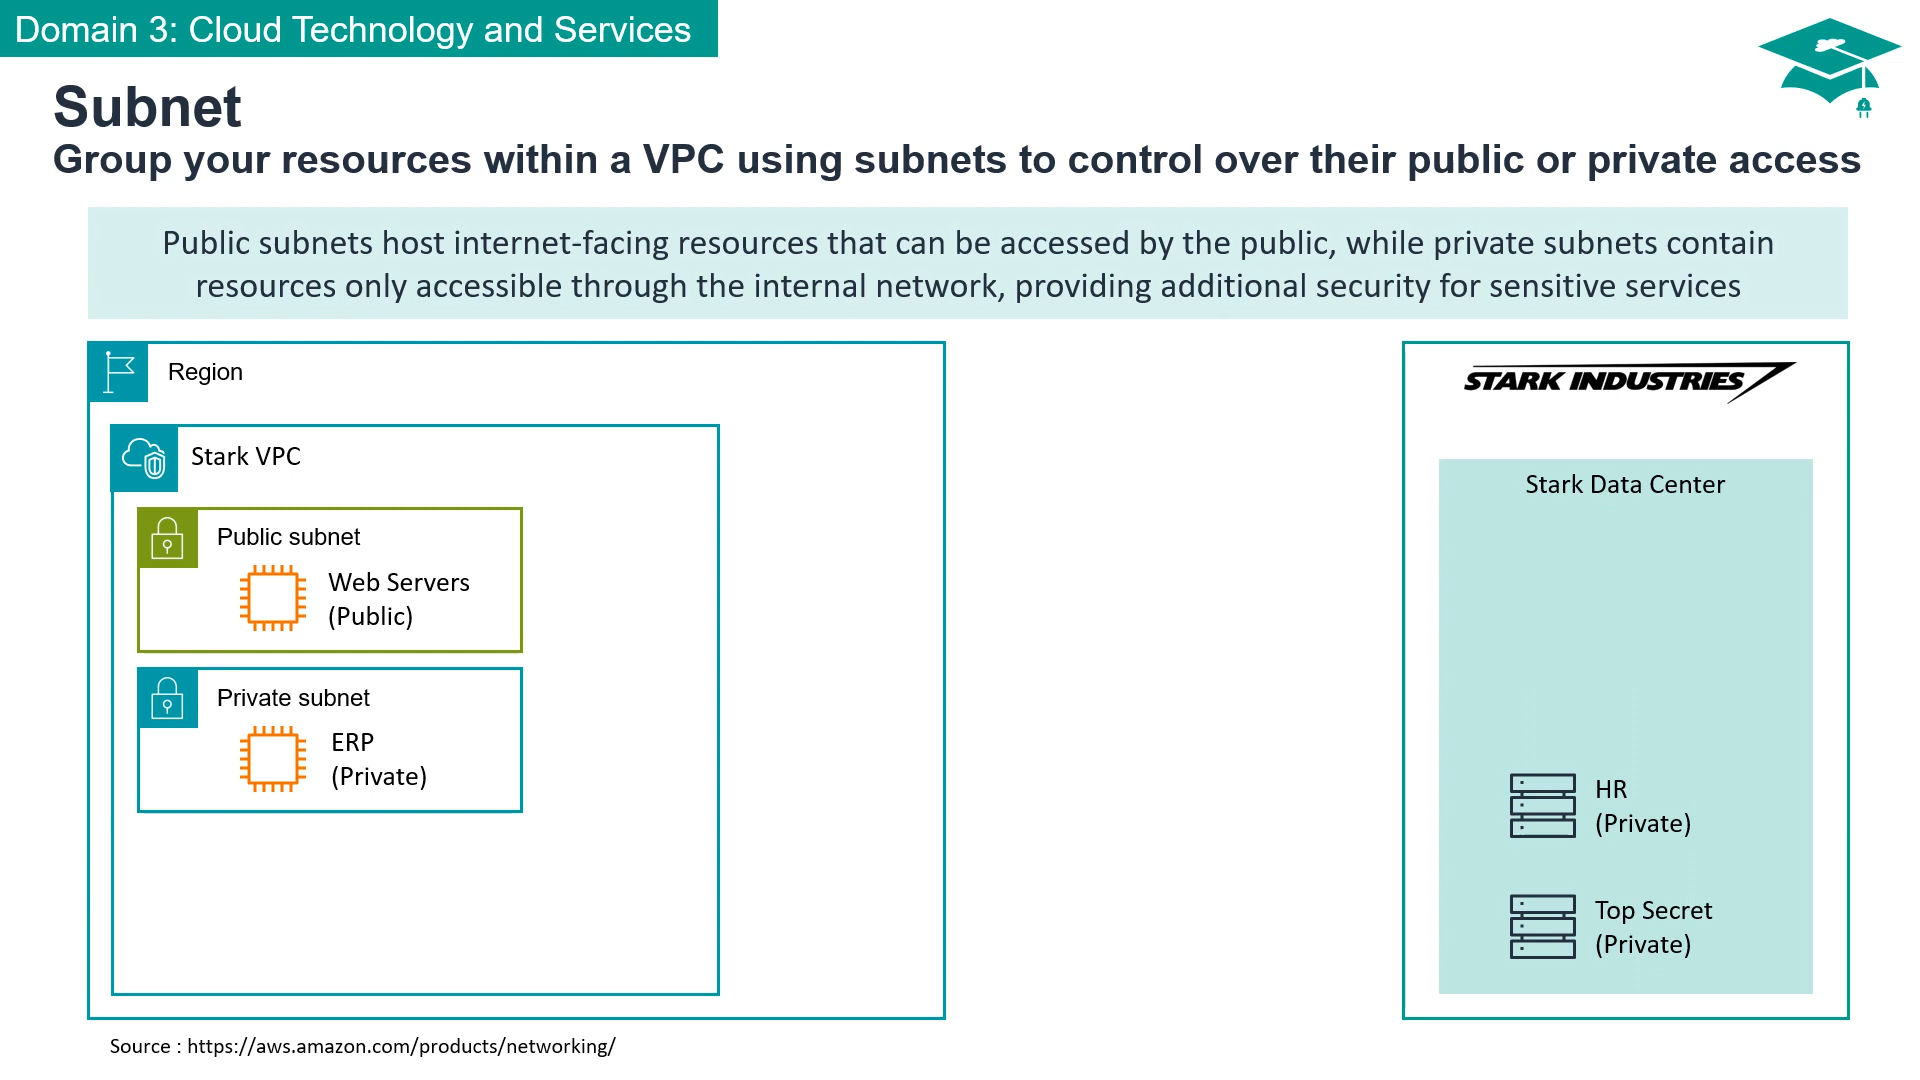 Domain 3: Cloud Technology and Services
Subnet
Group your resources within a VPC using subnets to control over their public or private access
Public subnets host internet-facing resources that can be accessed by the public, while private subnets contain
resources only accessible through the internal network, providing additional security for sensitive services
Region
Stark VPC
Public subnet
Web Servers
(Public)
Private subnet
ERP
(Private)
STARK INDUSTRIES
Stark Data Center
HR
(Private)
Top Secret
(Private)
Source : https://aws.amazon.com/products/networking/